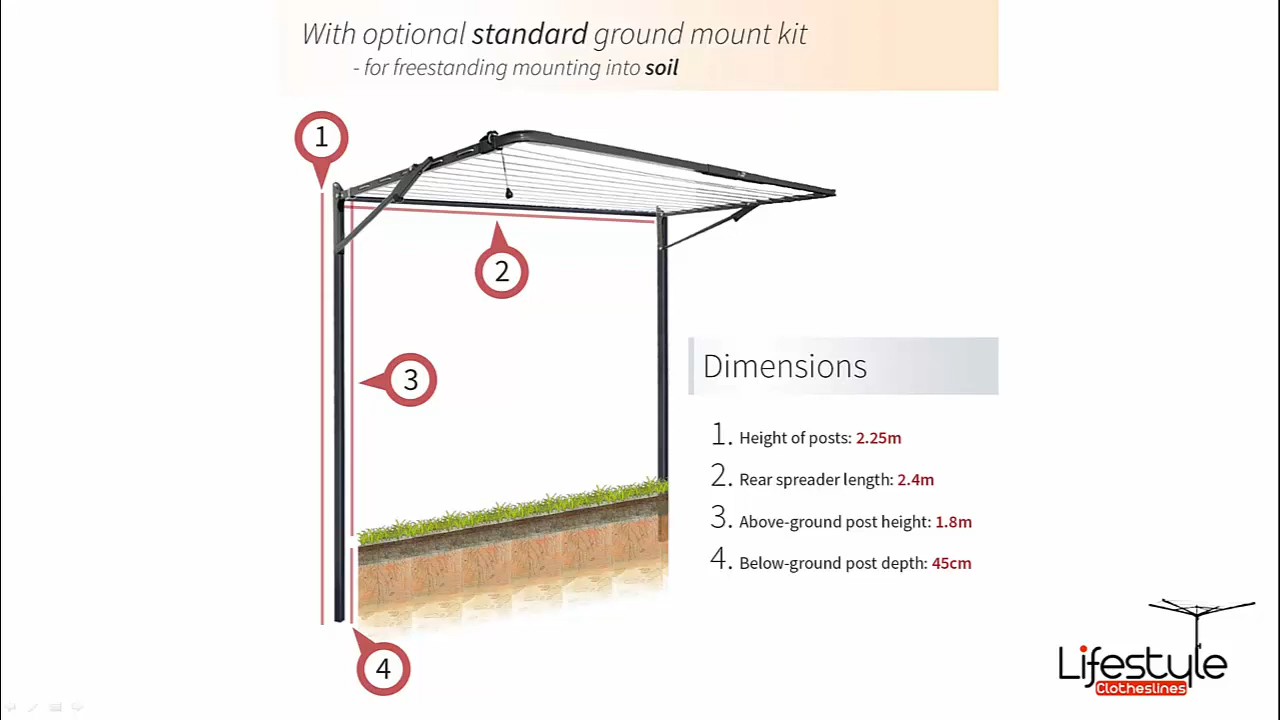 With optional standard ground mount kit
- for freestanding mounting into soil
1
2
3
Dimensions
1. Height of posts: 2.25m
2. Rear spreader length: 2.4m
3. Above-ground post height: 1.8m
4. Below-ground post depth: 45cm
4
Lifestyle
Clotheslines